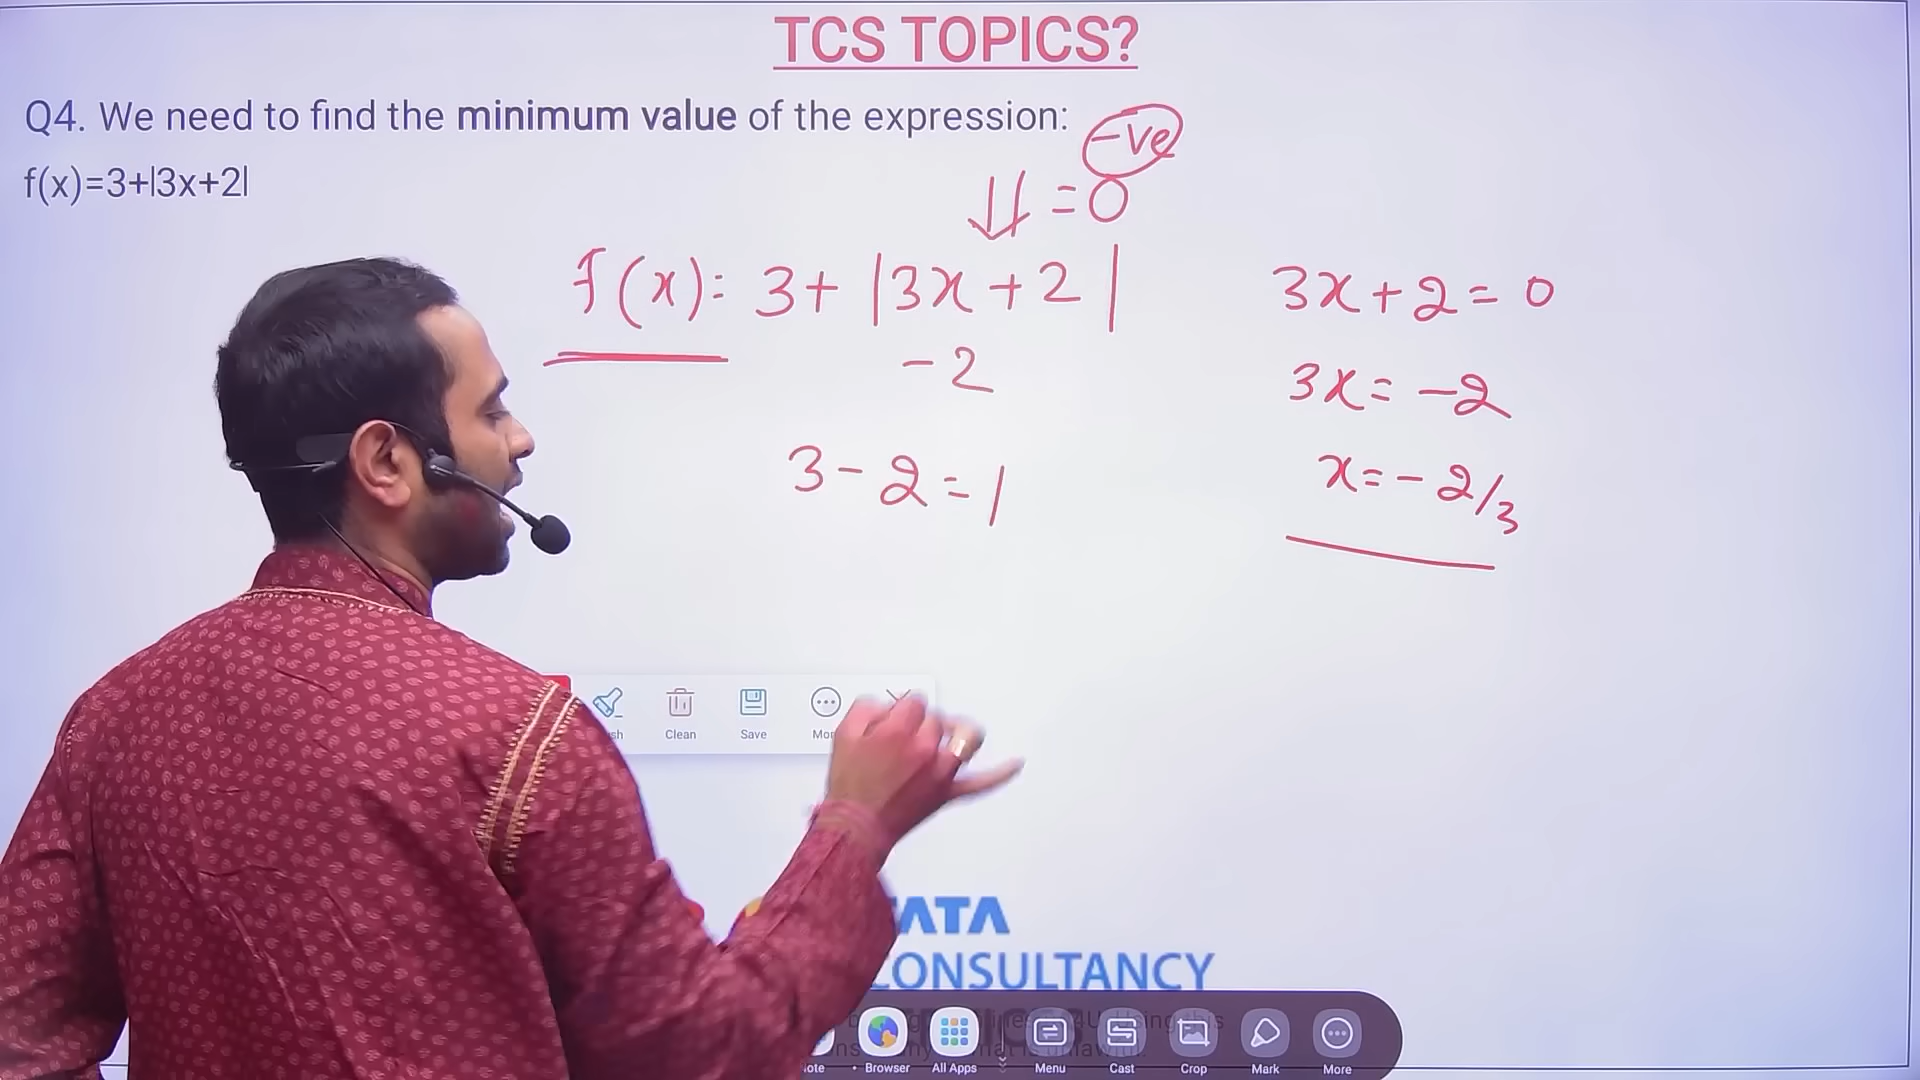 TCS TOPICS?
Q4. We need to find the minimum value of the expression:
f(x)=3+|3x+2|
-ve
= 0
f(x): 3+ |3x+2|
-2
3-2=1
3x+2= 0
3x= -2
x= -2/3
Clean
Save
TATA
CONSULTANCY
Browser
All Apps
Menu
Cast
Crop
Mark
More